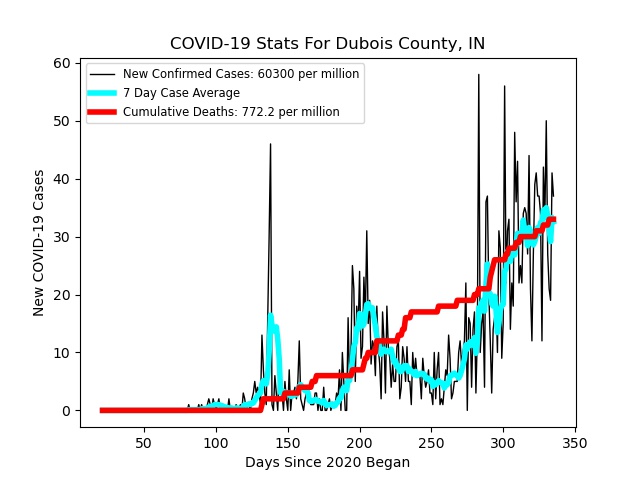 COVID-19 Stats For Dubois County, IN
New Confirmed Cases: 60300 per million
7 Day Case Average
Cumulative Deaths: 772.2 per million
60
50
40
30
20
10
0
New COVID-19 Cases
50 100 150 200 250 300 350
Days Since 2020 Began